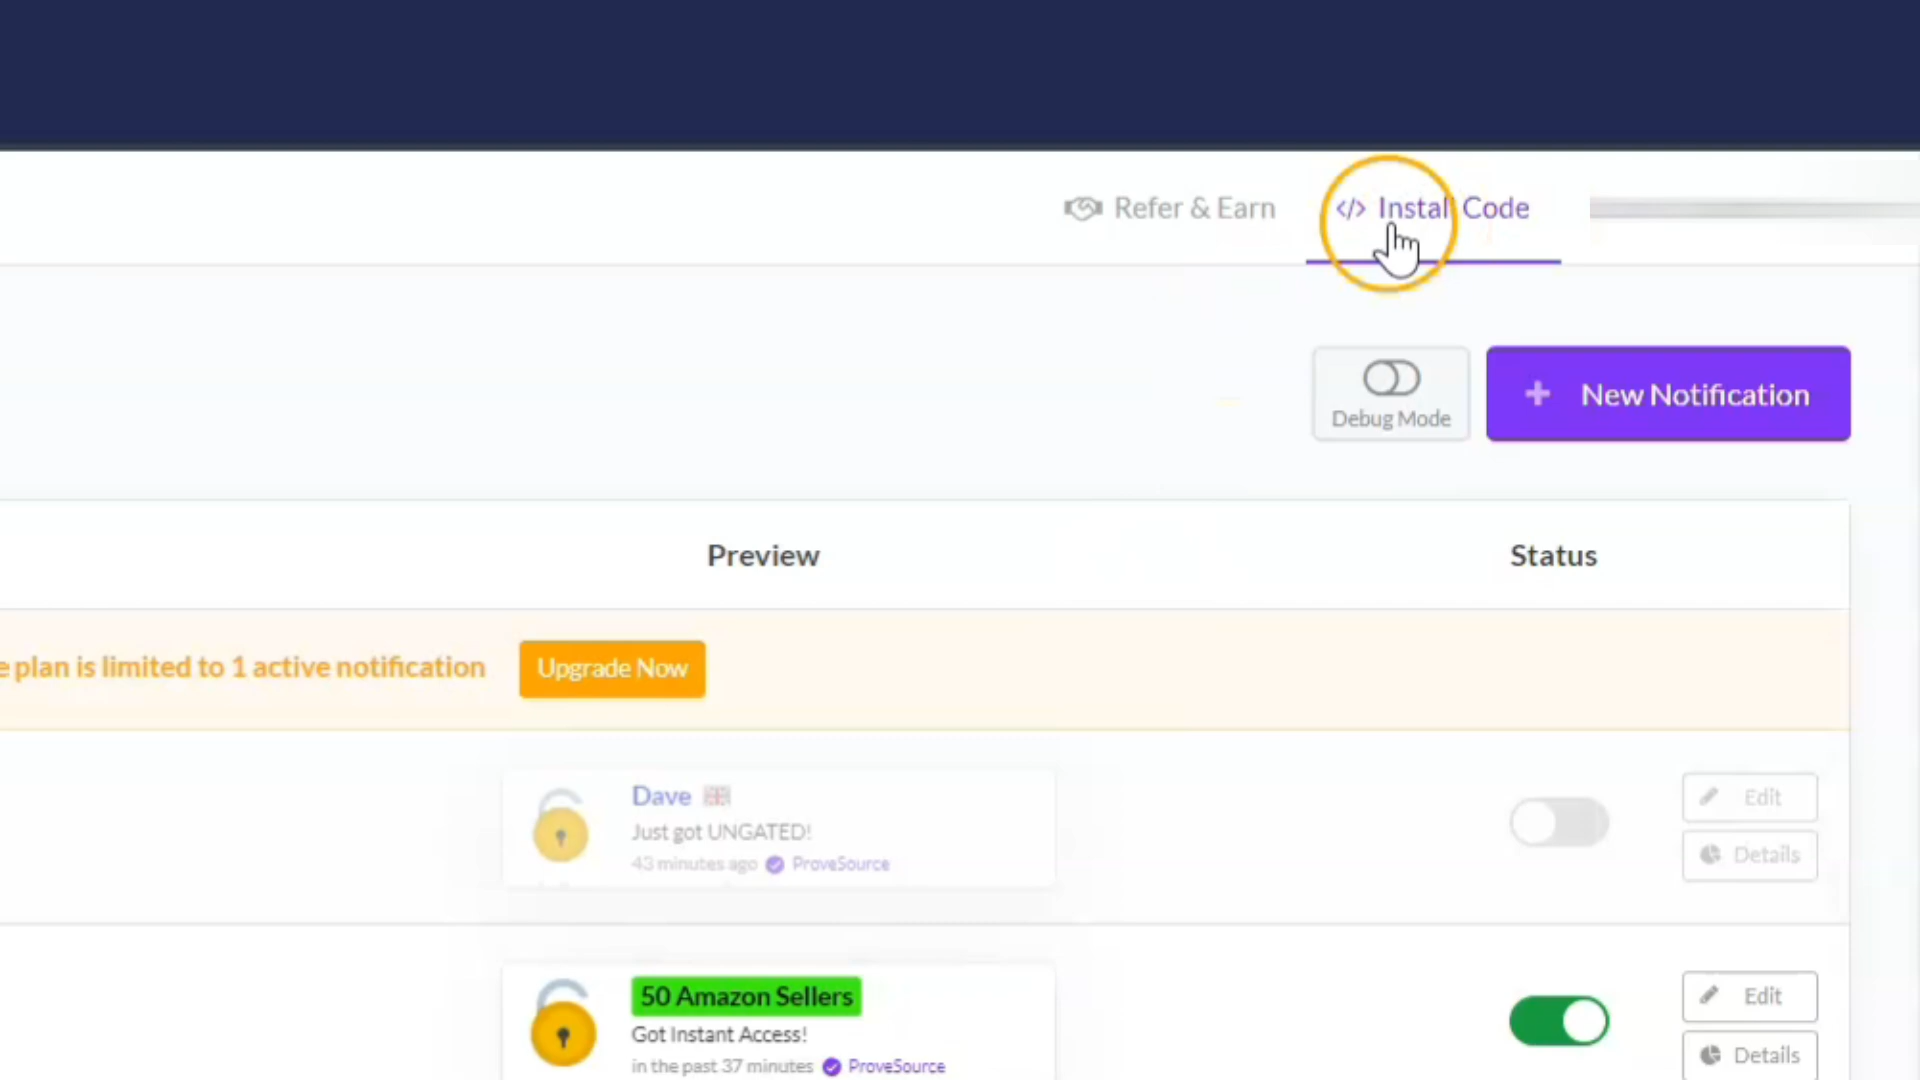 Refer & Earn
</> Install Code
Debug Mode
+ New Notification
Preview
Status
e plan is limited to 1 active notification
Upgrade Now
Dave
Just got UNGATED!
43 minutes ago ProveSource
Edit
Details
50 Amazon Sellers
Got Instant Access!
in the past 37 minutes ProveSource
Edit
Details